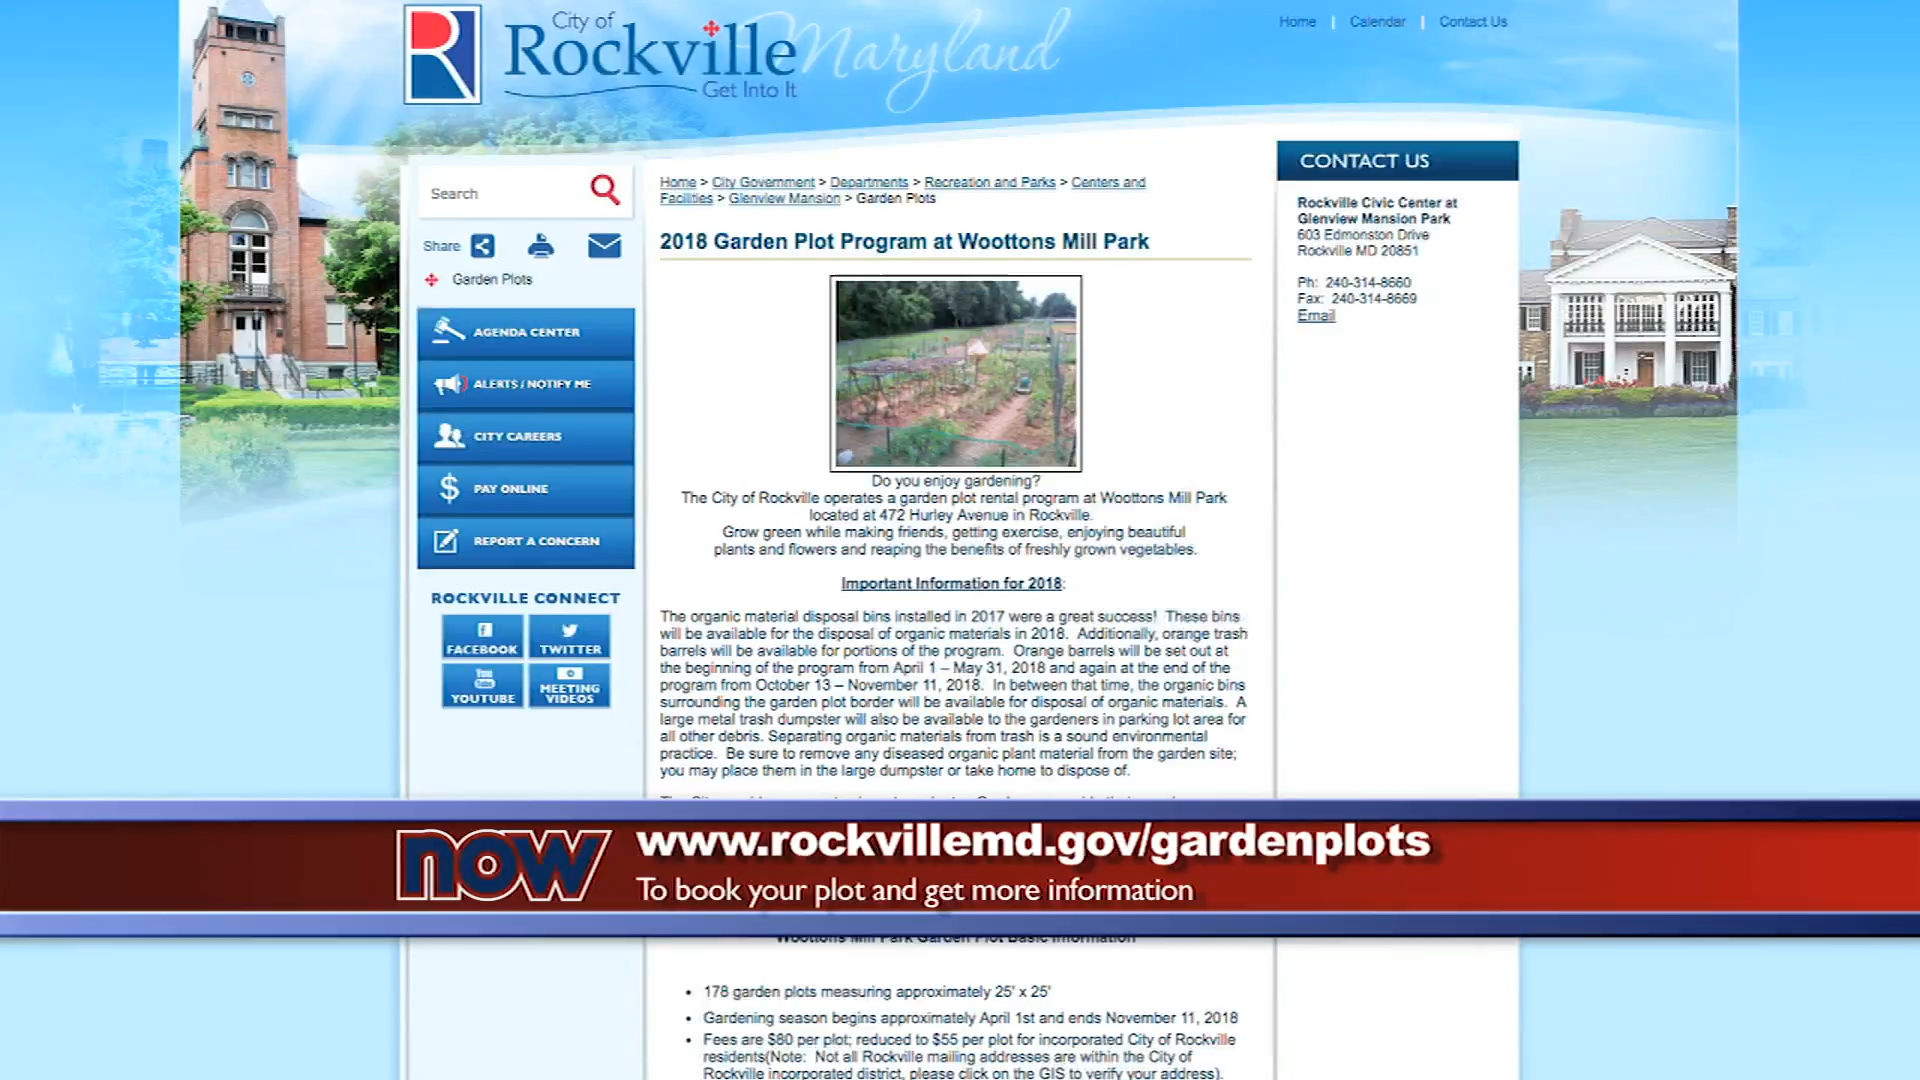 City of
Rockville
Maryland
Get Into It
Home | Calendar | Contact Us
Search
Share
Garden Plots
AGENDA CENTER
ALERTS / NOTIFY ME
CITY CAREERS
PAY ONLINE
REPORT A CONCERN
ROCKVILLE CONNECT
FACEBOOK
TWITTER
YOUTUBE
MEETING
VIDEOS
Home > City Government > Departments > Recreation and Parks > Centers and
Facilities > Glenview Mansion > Garden Plots
2018 Garden Plot Program at Woottons Mill Park
Do you enjoy gardening?
The City of Rockville operates a garden plot rental program at Woottons Mill Park
located at 472 Hurley Avenue in Rockville.
Grow green while making friends, getting exercise, enjoying beautiful
plants and flowers and reaping the benefits of freshly grown vegetables.
Important Information for 2018:
The organic material disposal bins installed in 2017 were a great success! These bins
will be available for the disposal of organic materials in 2018. Additionally, orange trash
barrels will be available for portions of the program. Orange barrels will be set out at
the beginning of the program from April 1 – May 31, 2018 and again at the end of the
program from October 13 – November 11, 2018. In between that time, the organic bins
surrounding the garden plot border will be available for disposal of organic materials. A
large metal trash dumpster will also be available to the gardeners in parking lot area for
all other debris. Separating organic materials from trash is a sound environmental
practice. Be sure to remove any diseased organic plant material from the garden site;
you may place them in the large dumpster or take home to dispose of.
CONTACT US
Rockville Civic Center at
Glenview Mansion Park
603 Edmonston Drive
Rockville MD 20851
Ph: 240-314-8660
Fax: 240-314-8669
Email
now
www.rockvillemd.gov/gardenplots
To book your plot and get more information
Woottons Mill Park Garden Plot Basic Information
• 178 garden plots measuring approximately 25' x 25'
• Gardening season begins approximately April 1st and ends November 11, 2018
• Fees are $80 per plot; reduced to $55 per plot for incorporated City of Rockville
residents(Note: Not all Rockville mailing addresses are within the City of
Rockville incorporated district, please click on the GIS to verify your address).